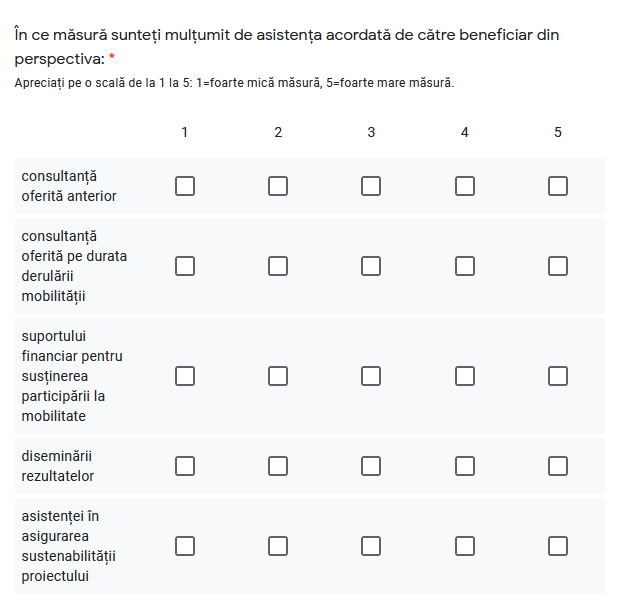 În ce măsură sunteți mulțumit de asistența acordată de către beneficiar din
perspectiva: *
Apreciați pe o scală de la 1 la 5: 1=foarte mică măsură, 5=foarte mare măsură.
1 2 3 4 5
consultanță
oferită anterior
consultanță
oferită pe durata
derulării
mobilității
suportului
financiar pentru
susținerea
participării la
mobilitate
diseminării
rezultatelor
asistenței în
asigurarea
sustenabilității
proiectului